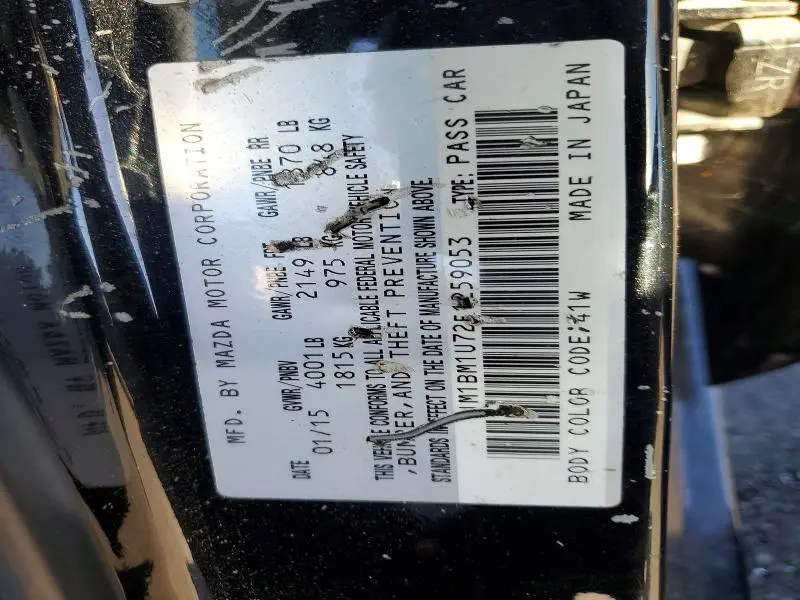 MFD. BY MAZDA MOTOR CORPORATION
DATE GVWR/PNBV GAWR/PNBE FRT GAWR/PNBE RR
01/15 4001LB 2149 LB LB
1815KG 975 KG KG
THIS VEHICLE CONFORMS TO ALL APPLICABLE FEDERAL MOTOR VEHICLE SAFETY
,BUMPER,AND THEFT PREVENTION
STANDARDS IN EFFECT ON THE DATE OF MANUFACTURE SHOWN ABOVE.
TYPE: PASS CAR
BODY COLOR CODE: 41W MADE IN JAPAN